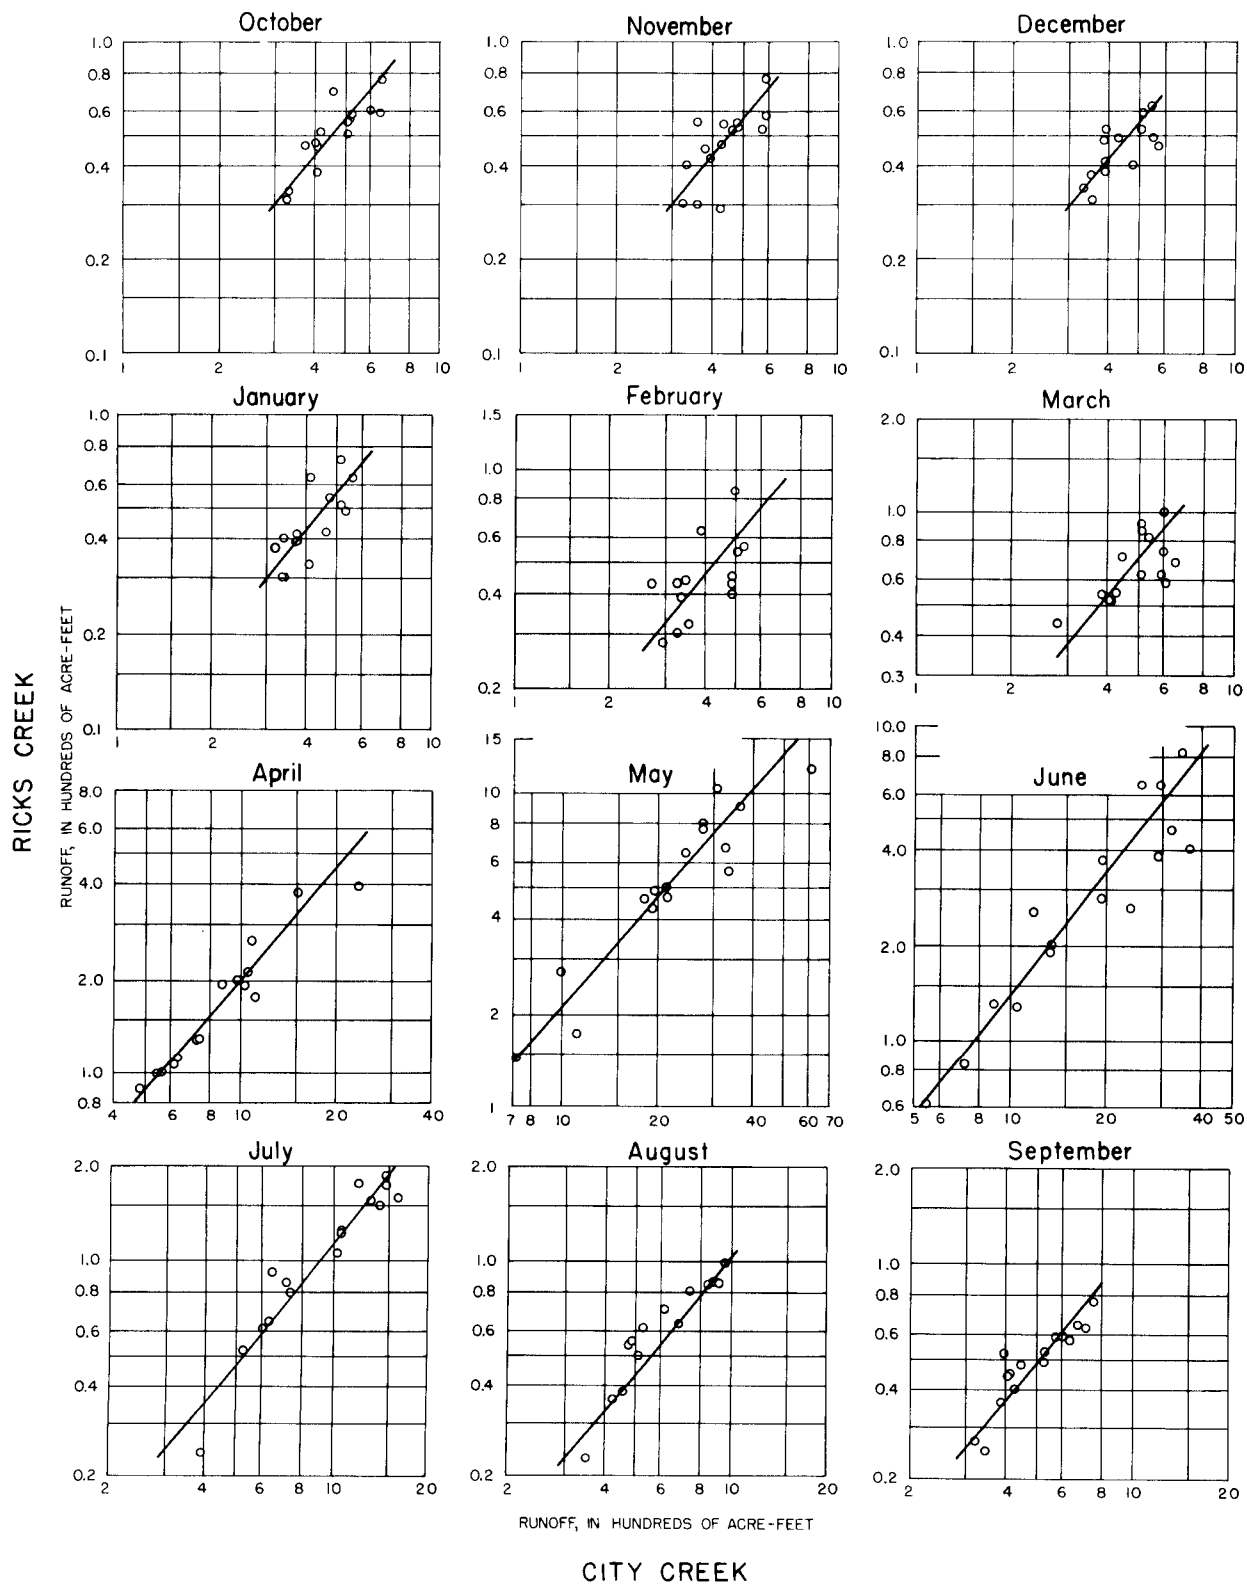 October November December
1.0 1.0 1.0
0.8 0.8 0.8
0.6 0.6 0.6
0.4 0.4 0.4
0.2 0.2 0.2
0.1 0.1 0.1
1 2 4 6 8 10 1 2 4 6 8 10 1 2 4 6 8 10
January February March
1.0 1.5 2.0
0.8 1.0 1.0
0.6 0.8 0.8
0.4 0.6 0.6
0.2 0.4 0.4
0.1 0.2 0.3
1 2 4 6 8 10 1 2 4 6 8 10 1 2 4 6 8 10
RICKS CREEK
RUNOFF, IN HUNDREDS OF ACRE-FEET
April May June
8.0 15 10.0
6.0 10 8.0
4.0 8 6.0
2.0 6 4.0
1.0 4 2.0
0.8 2 1.0
1 0.8
0.6
4 6 8 10 20 40 7 8 10 20 40 60 70 5 6 8 10 20 40 50
July August September
2.0 2.0 2.0
1.0 1.0 1.0
0.8 0.8 0.8
0.6 0.6 0.6
0.4 0.4 0.4
0.2 0.2 0.2
2 4 6 8 10 20 2 4 6 8 10 20 2 4 6 8 10 20
RUNOFF, IN HUNDREDS OF ACRE-FEET
CITY CREEK